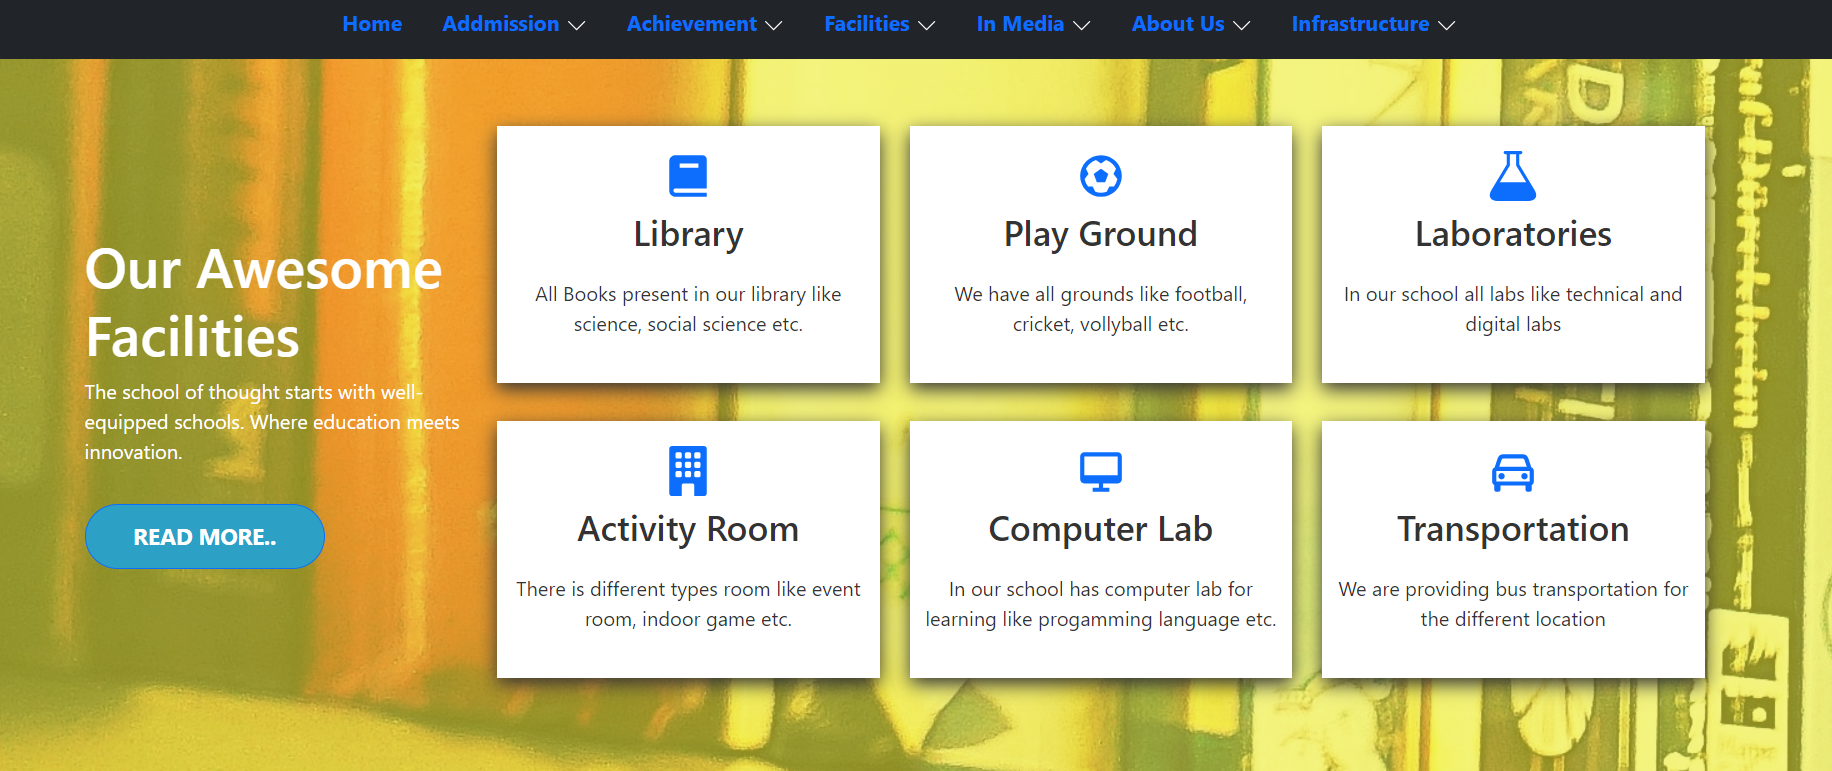 Home Addmission Achievement Facilities In Media About Us Infrastructure
Our Awesome
Facilities
The school of thought starts with well-
equipped schools. Where education meets
innovation.
READ MORE..
Library
All Books present in our library like
science, social science etc.
Play Ground
We have all grounds like football,
cricket, vollyball etc.
Laboratories
In our school all labs like technical and
digital labs
Activity Room
There is different types room like event
room, indoor game etc.
Computer Lab
In our school has computer lab for
learning like progamming language etc.
Transportation
We are providing bus transportation for
the different location